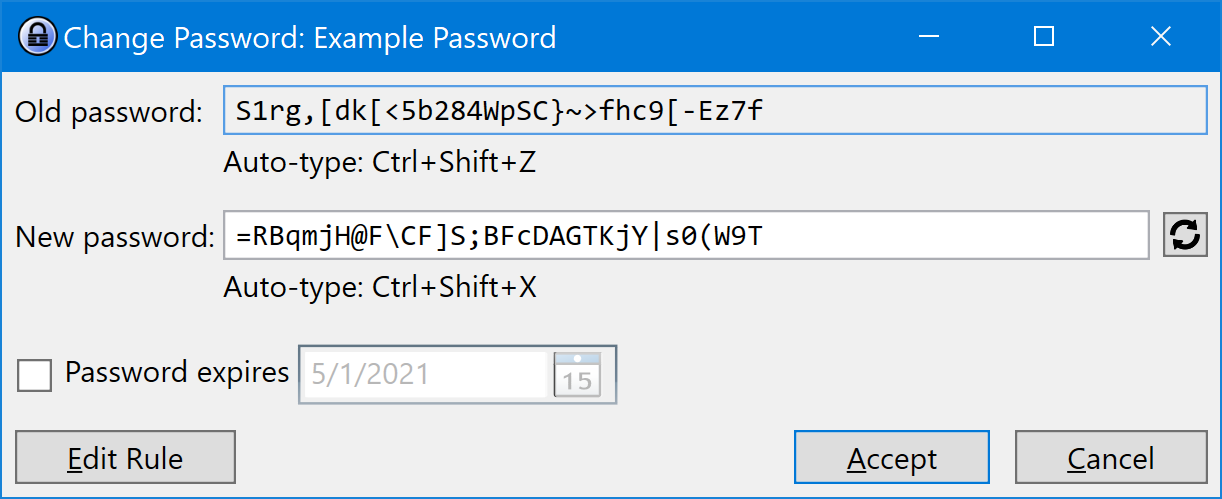 Change Password: Example Password
Old password: S1rg,[dk[<5b284WpSC}~>fhc9[-Ez7f
Auto-type: Ctrl+Shift+Z
New password: =RBqmjH@F\CF]S;BFcDAGTKjY|s0(W9T
Auto-type: Ctrl+Shift+X
Password expires 5/1/2021 15
Edit Rule Accept Cancel